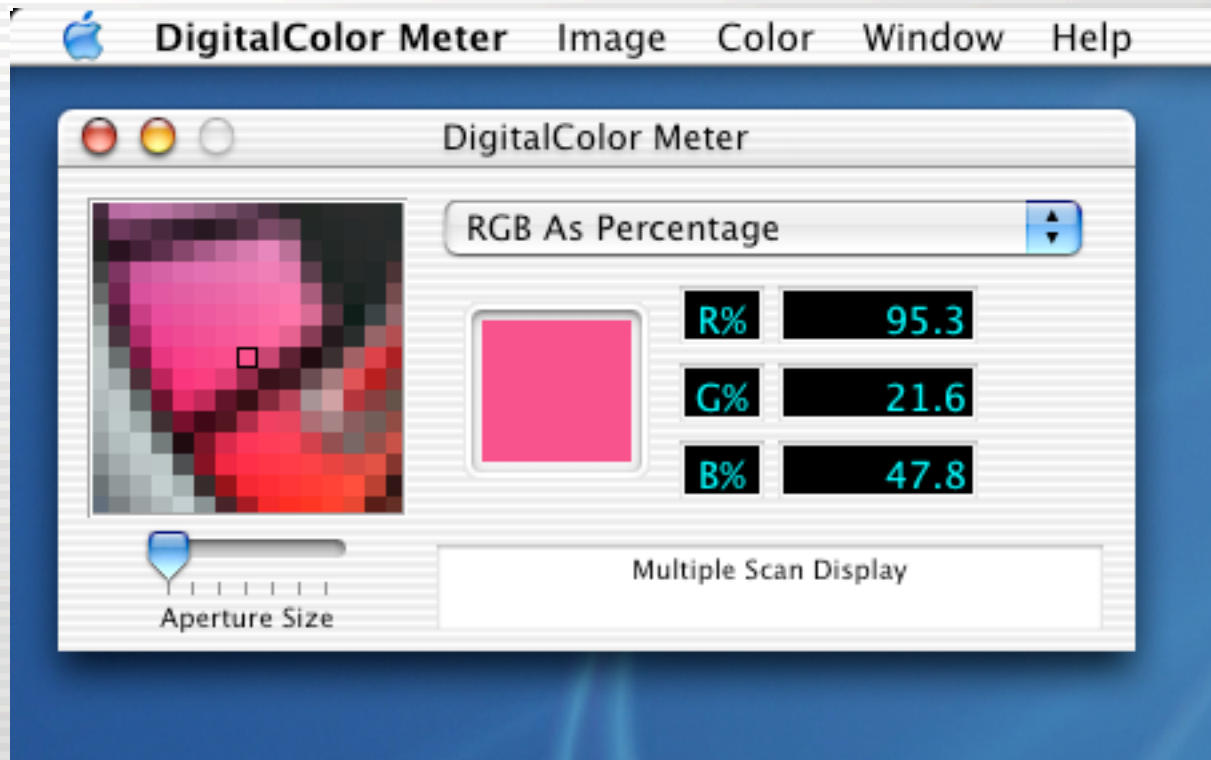 DigitalColor Meter Image Color Window Help
DigitalColor Meter
RGB As Percentage
R% 95.3
G% 21.6
B% 47.8
Multiple Scan Display
Aperture Size